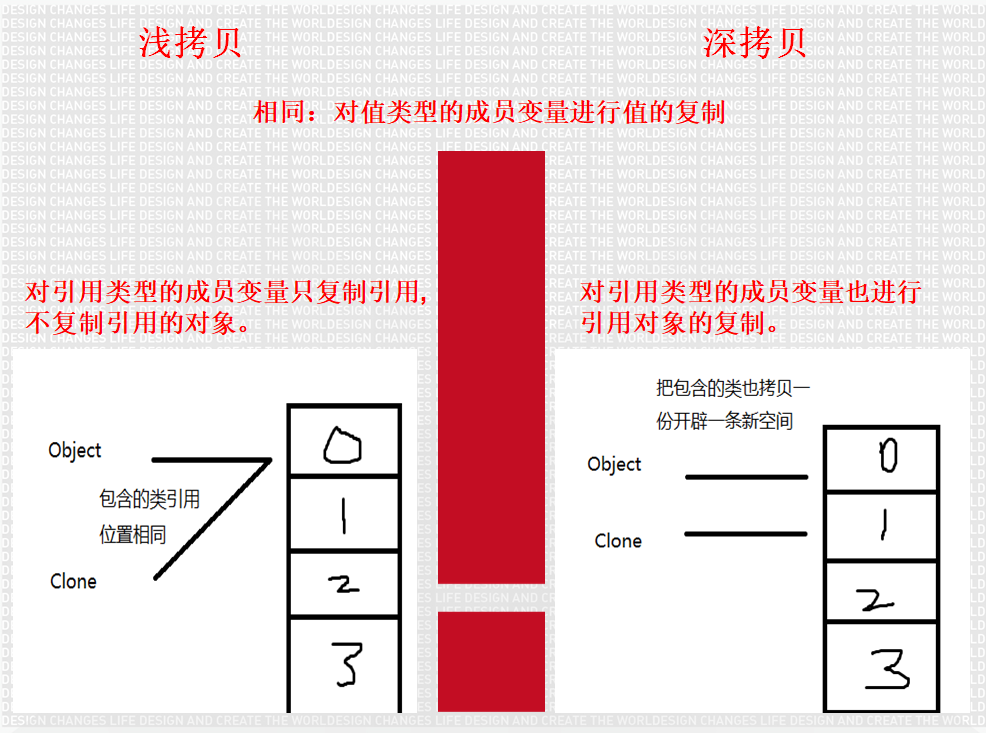 浅拷贝
深拷贝
相同：对值类型的成员变量进行值的复制
对引用类型的成员变量只复制引用,
不复制引用的对象。
Object
包含的类引用
位置相同
Clone
0
1
2
3
对引用类型的成员变量也进行
引用对象的复制。
把包含的类也拷贝一
份开辟一条新空间
Object
Clone
0
1
2
3
DESIGN CHANGES LIFE DESIGN AND CREATE THE WORLD